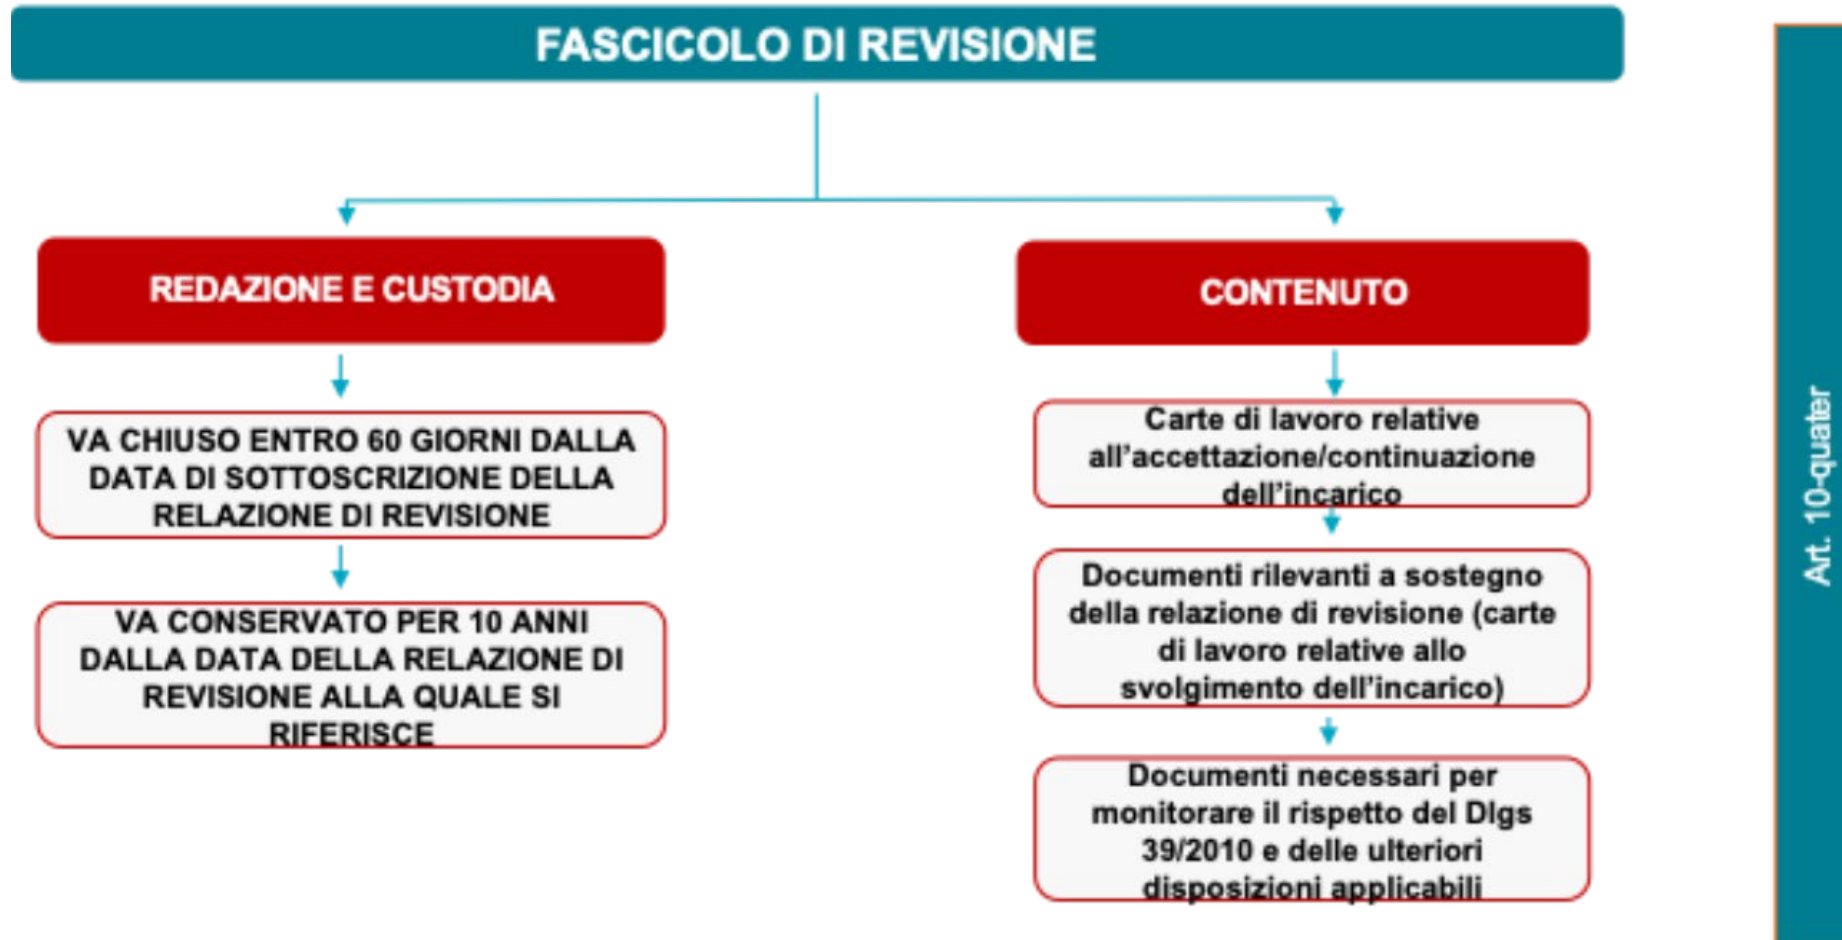 FASCICOLO DI REVISIONE
REDAZIONE E CUSTODIA
VA CHIUSO ENTRO 60 GIORNI DALLA
DATA DI SOTTOSCRIZIONE DELLA
RELAZIONE DI REVISIONE
VA CONSERVATO PER 10 ANNI
DALLA DATA DELLA RELAZIONE DI
REVISIONE ALLA QUALE SI
RIFERISCE
CONTENUTO
Carte di lavoro relative
all'accettazione/continuazione
dell'incarico
Documenti rilevanti a sostegno
della relazione di revisione (carte
di lavoro relative allo
svolgimento dell'incarico)
Documenti necessari per
monitorare il rispetto del Dlgs
39/2010 e delle ulteriori
disposizioni applicabili
Art. 10-quater